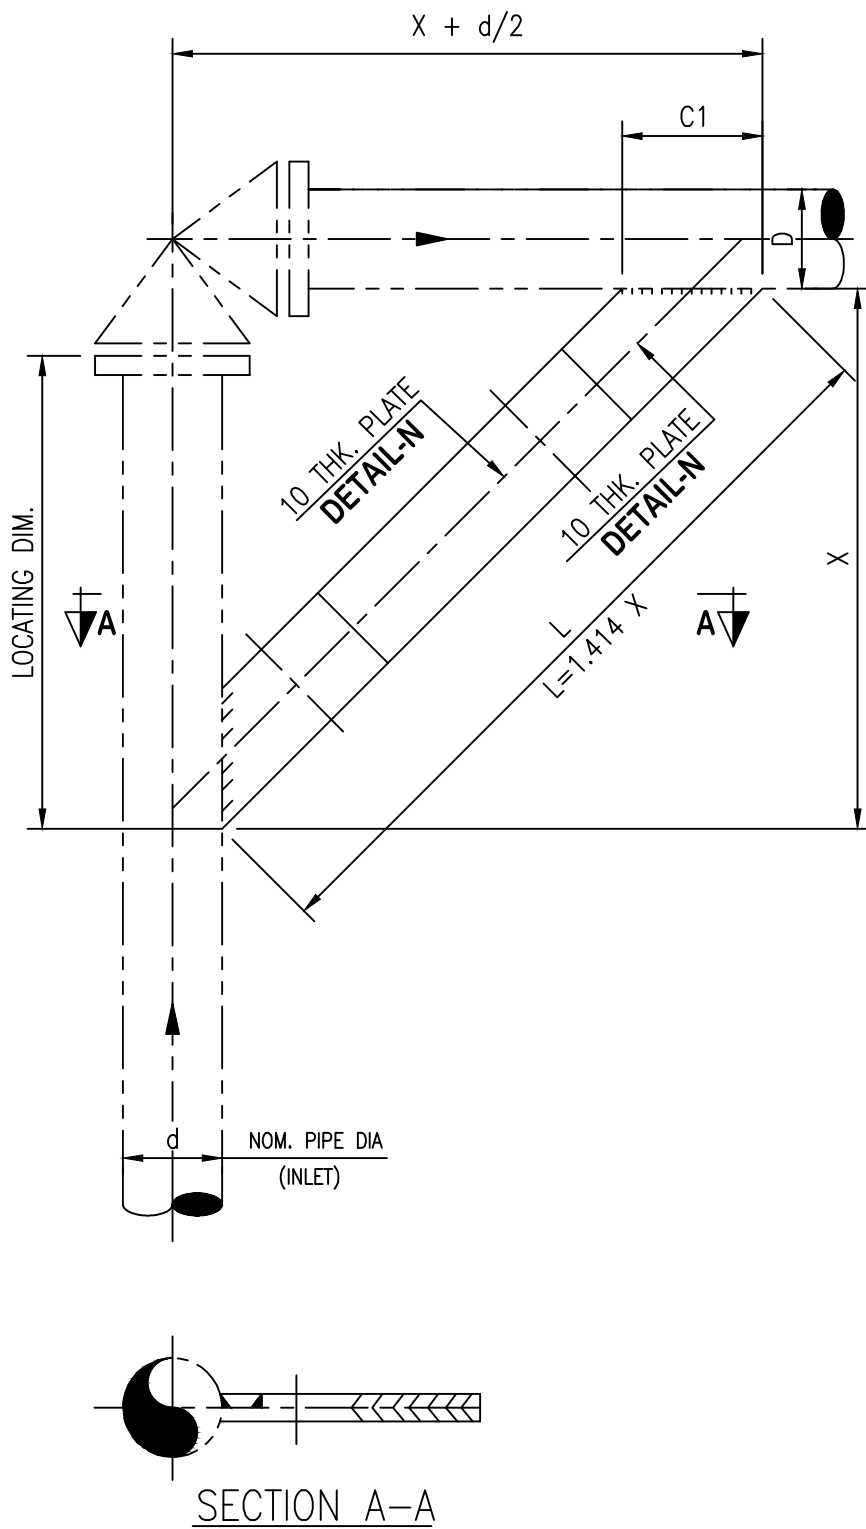 X + d/2
C1
D
10 THK. PLATE
DETAIL-N
10 THK. PLATE
DETAIL-N
LOCATING DIM.
X
A
A
L
L=1.414 X
d
NOM. PIPE DIA
(INLET)
SECTION A-A